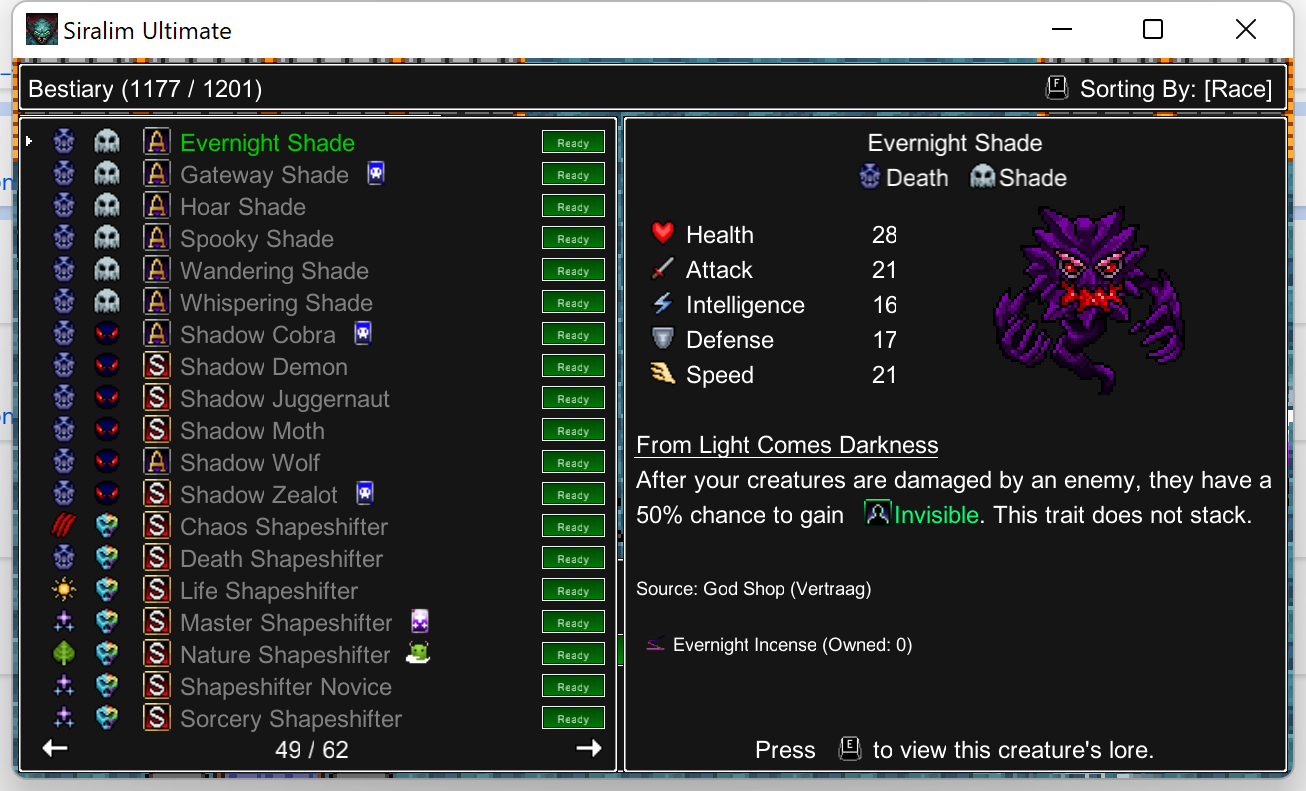 Siralim Ultimate
Bestiary (1177 / 1201)
F Sorting By: [Race]
A Evernight Shade Ready
A Gateway Shade Ready
A Hoar Shade Ready
A Spooky Shade Ready
A Wandering Shade Ready
A Whispering Shade Ready
A Shadow Cobra Ready
S Shadow Demon Ready
S Shadow Juggernaut Ready
S Shadow Moth Ready
A Shadow Wolf Ready
S Shadow Zealot Ready
S Chaos Shapeshifter Ready
S Death Shapeshifter Ready
S Life Shapeshifter Ready
S Master Shapeshifter Ready
S Nature Shapeshifter Ready
S Shapeshifter Novice Ready
S Sorcery Shapeshifter Ready
49 / 62
Evernight Shade
Death Shade
Health 28
Attack 21
Intelligence 16
Defense 17
Speed 21
From Light Comes Darkness
After your creatures are damaged by an enemy, they have a
50% chance to gain Invisible. This trait does not stack.
Source: God Shop (Vertraag)
Evernight Incense (Owned: 0)
Press E to view this creature's lore.